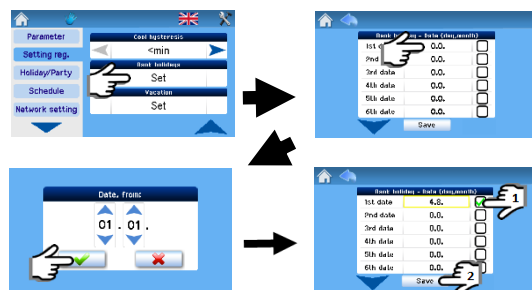 Parameter
Setting reg.
Holiday/Party
Schedule
Network setting
Cool hysteresis
<min
Bank holidays
Set
Vacation
Set
Bank holiday - Data (day,month)
1st date 0.0.
2nd 0.0.
3rd date 0.0.
4th date 0.0.
5th date 0.0.
6th date 0.0.
Save
Date, from:
01 . 01 .
Bank holiday - Data (day,month)
1st date 4.8.
2nd date 0.0.
3rd date 0.0.
4th date 0.0.
5th date 0.0.
6th date 0.0.
Save
1
2